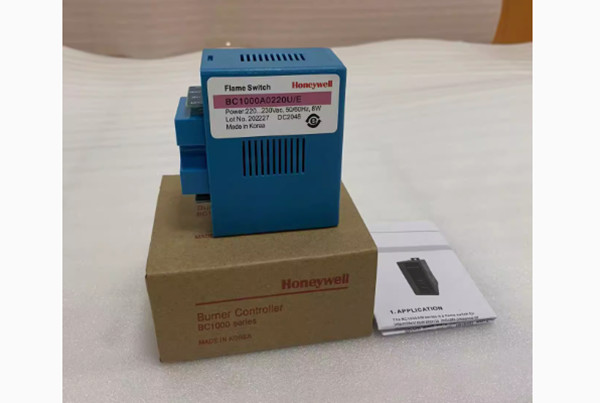 Flame Switch Honeywell
BC1000A0220U/E
Power 220...230Vac, 50/60Hz, 8W
Lot No. 202227 DC2045
Made in Korea
Honeywell
Burner Controller
BC1000 series
MADE IN KOREA
1. APPLICATION